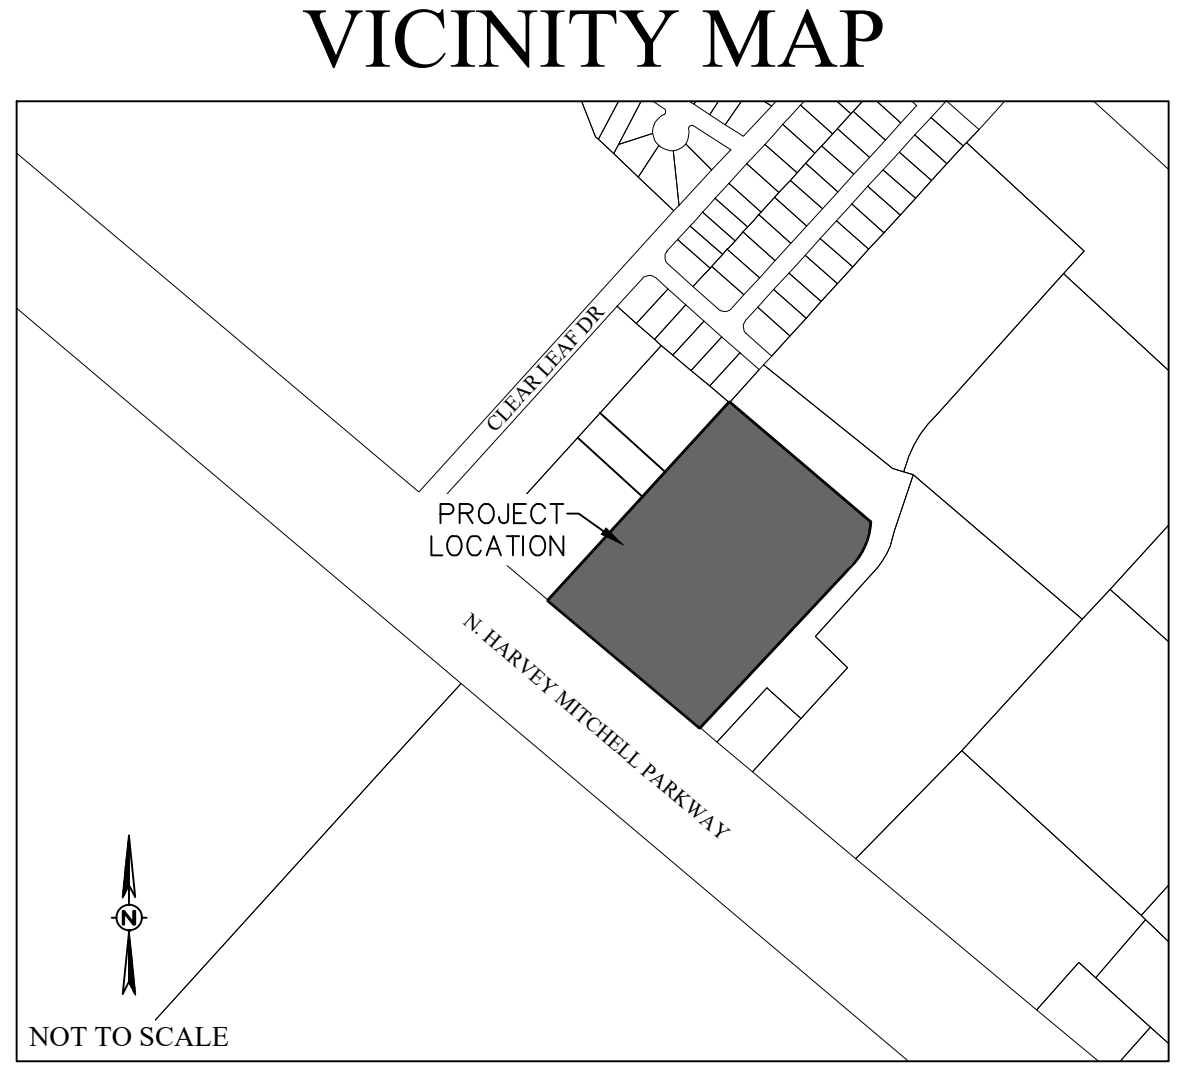 VICINITY MAP
CLEAR LEAF DR
PROJECT
LOCATION
N. HARVEY MITCHELL PARKWAY
N
NOT TO SCALE